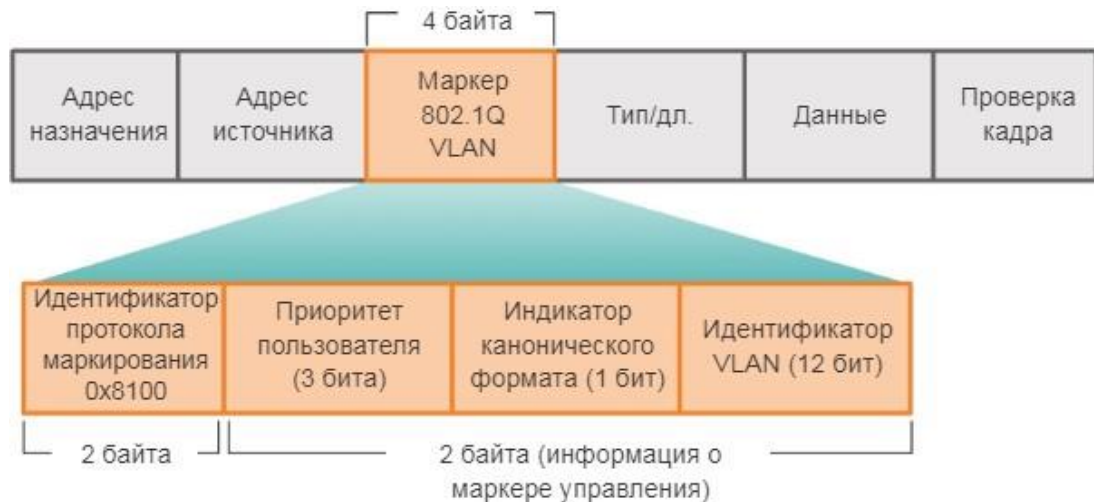 4 байта
Адрес
назначения
Адрес
источника
Маркер
802.1Q
VLAN
Тип/дл.
Данные
Проверка
кадра
Идентификатор
протокола
маркирования
0x8100
Приоритет
пользователя
(3 бита)
Индикатор
канонического
формата (1 бит)
Идентификатор
VLAN (12 бит)
2 байта
2 байта (информация о
маркере управления)